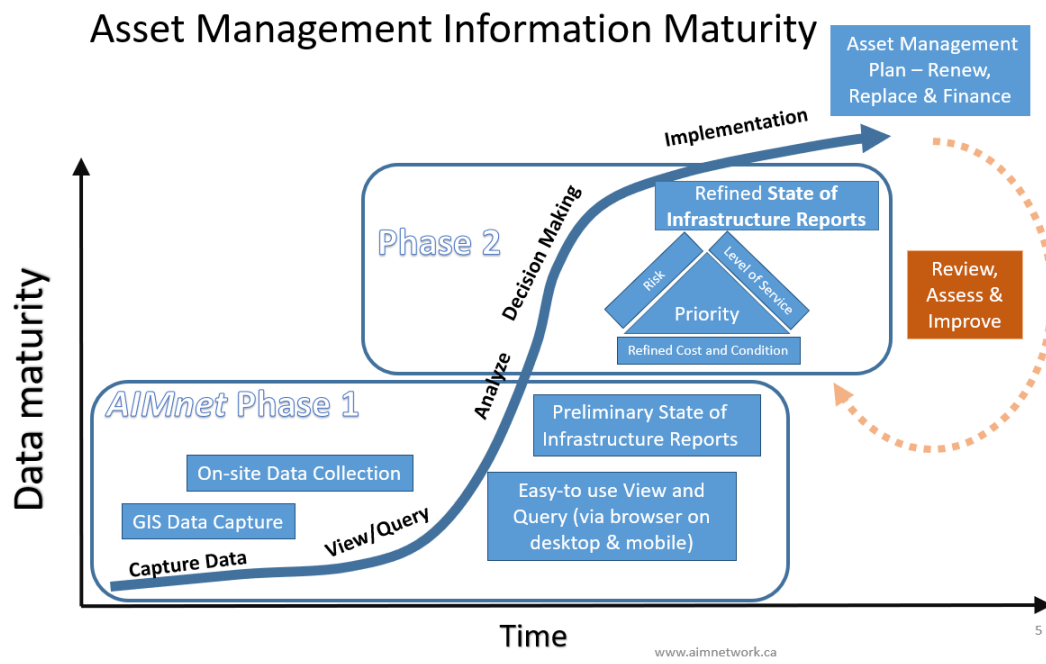 Asset Management Information Maturity
Asset Management
Plan – Renew,
Replace & Finance
Implementation
Phase 2
Decision Making
Refined State of
Infrastructure Reports
Risk
Level of Service
Priority
Refined Cost and Condition
Review,
Assess &
Improve
Data maturity
Analyze
AIMnet Phase 1
Preliminary State of
Infrastructure Reports
On-site Data Collection
GIS Data Capture
Easy-to use View and
Query (via browser on
desktop & mobile)
View/Query
Capture Data
Time
5
www.aimnetwork.ca